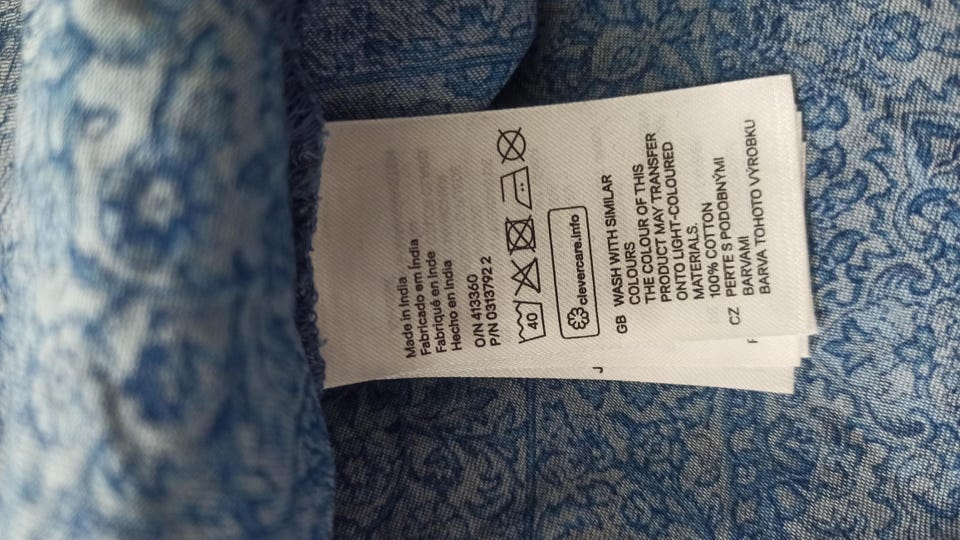 Made in India
Fabricado em Índia
Fabriqué en Inde
Hecho en India
O/N 413360
P/N 0313792 2
40
clevercare.info
GB WASH WITH SIMILAR
COLOURS
THE COLOUR OF THIS
PRODUCT MAY TRANSFER
ONTO LIGHT-COLOURED
MATERIALS.
100% COTTON
CZ PERTE S PODOBNÝMI
BARVAMI
BARVA TOHOTO VÝROBKU